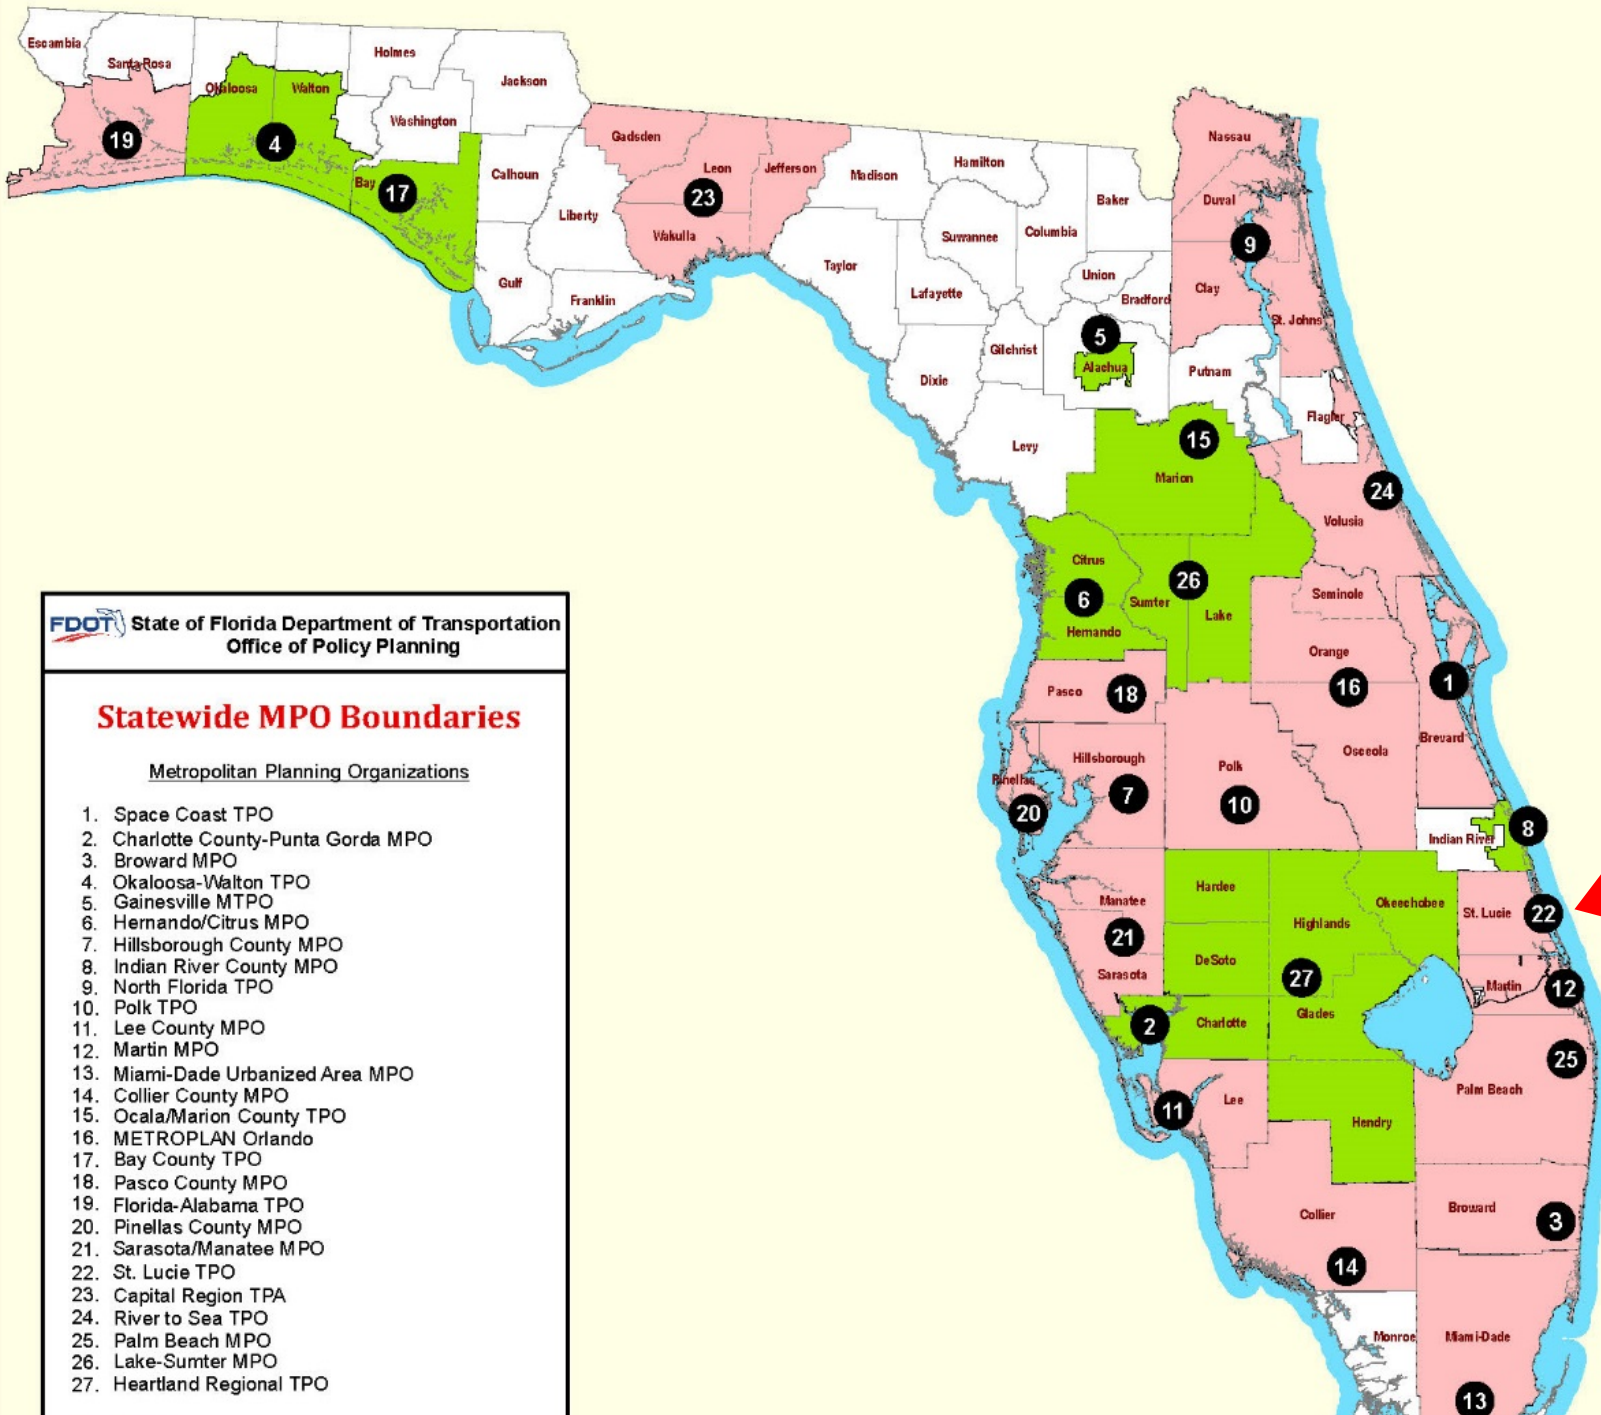 Escambia
Santa Rosa
Okaloosa
Walton
Holmes
Jackson
Washington
19
4
Bay
17
Calhoun
Gulf
Liberty
Franklin
Gadsden
Leon
Jefferson
23
Wakulla
Madison
Taylor
Hamilton
Suwannee
Lafayette
Columbia
Baker
Union
Bradford
Gilchrist
Dixie
Levy
5
Alachua
Nassau
Duval
9
Clay
St. Johns
Putnam
Flagler
15
Marion
24
Volusia
Citrus
6
Hernando
Sumter
26
Lake
Seminole
Orange
16
Osceola
1
Brevard
Pasco
18
Hillsborough
7
Pinellas
20
Polk
10
Indian River
8
Manatee
21
Sarasota
Hardee
DeSoto
Highlands
Okeechobee
27
Glades
St. Lucie
22
Martin
12
2
Charlotte
11
Lee
Hendry
25
Palm Beach
Collier
14
Broward
3
Monroe
Miami-Dade
13
FDOT State of Florida Department of Transportation
Office of Policy Planning
Statewide MPO Boundaries
Metropolitan Planning Organizations
1. Space Coast TPO
2. Charlotte County-Punta Gorda MPO
3. Broward MPO
4. Okaloosa-Walton TPO
5. Gainesville MTPO
6. Hernando/Citrus MPO
7. Hillsborough County MPO
8. Indian River County MPO
9. North Florida TPO
10. Polk TPO
11. Lee County MPO
12. Martin MPO
13. Miami-Dade Urbanized Area MPO
14. Collier County MPO
15. Ocala/Marion County TPO
16. METROPLAN Orlando
17. Bay County TPO
18. Pasco County MPO
19. Florida-Alabama TPO
20. Pinellas County MPO
21. Sarasota/Manatee MPO
22. St. Lucie TPO
23. Capital Region TPA
24. River to Sea TPO
25. Palm Beach MPO
26. Lake-Sumter MPO
27. Heartland Regional TPO